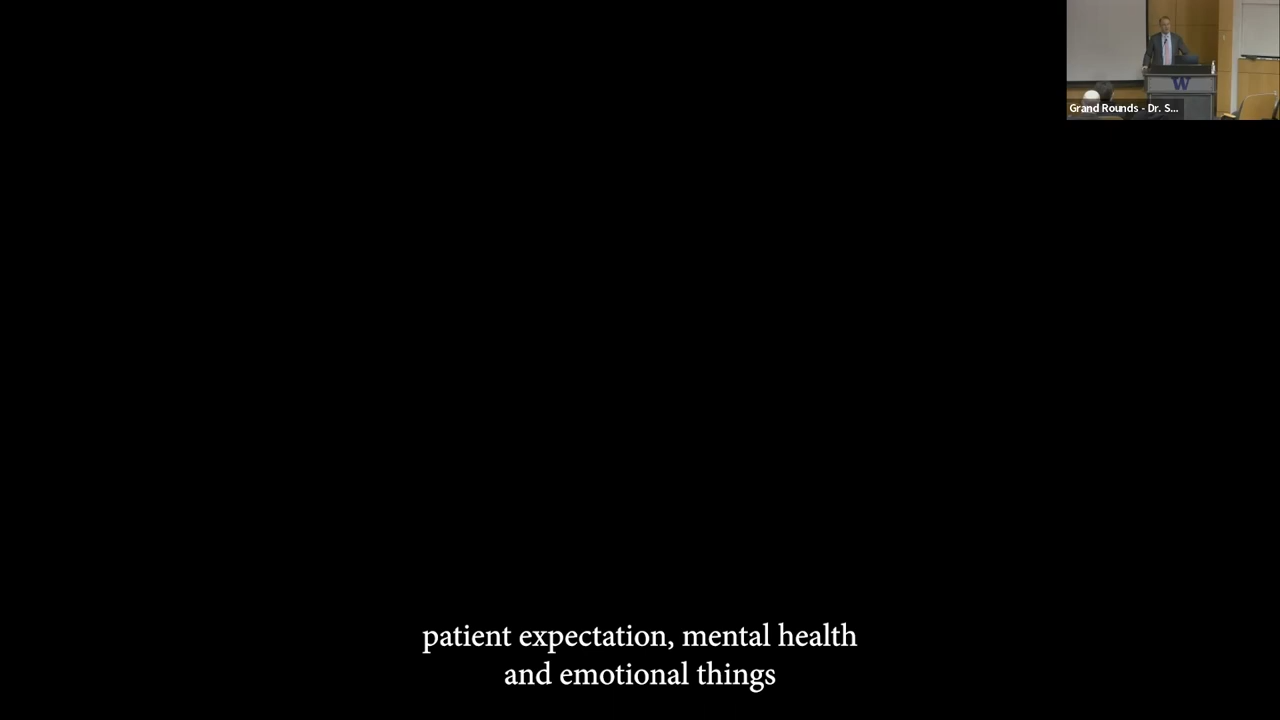 W
Grand Rounds - Dr. S...
patient expectation, mental health
and emotional things